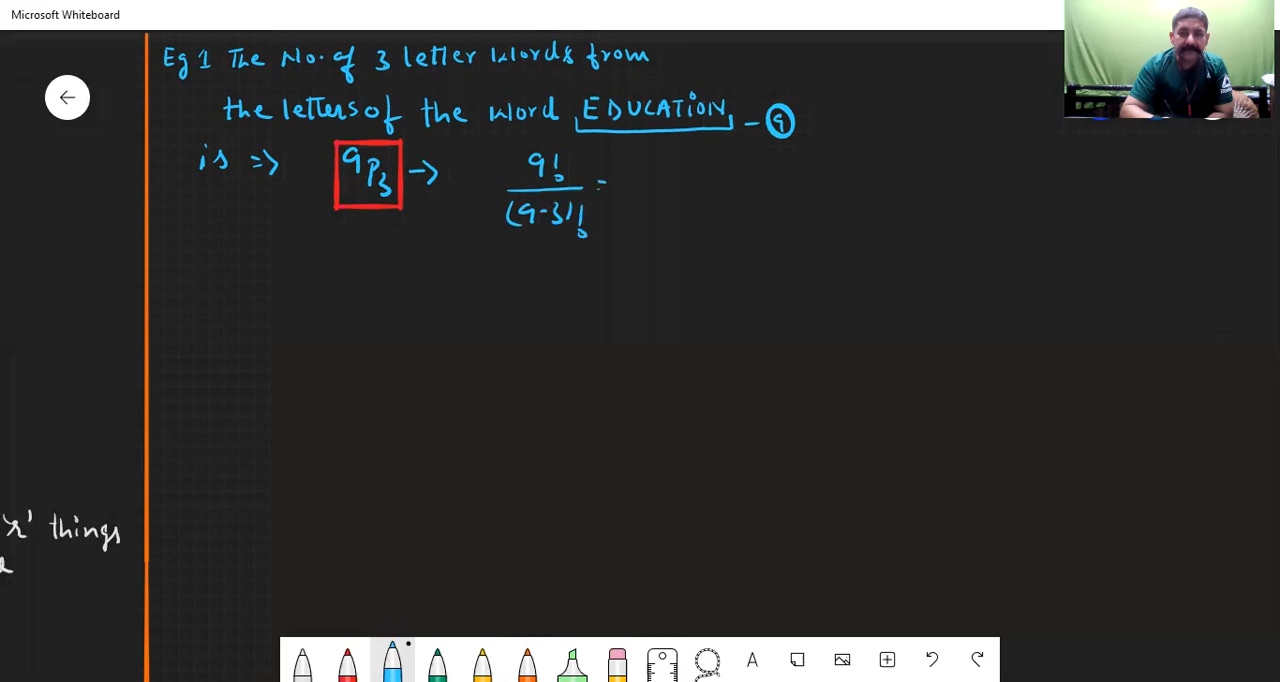 Microsoft Whiteboard
Eg 1 The No. of 3 letter words from
the letters of the word EDUCATION - 9
is => 9P3 -> 9!/(9-3)! =
'r' things